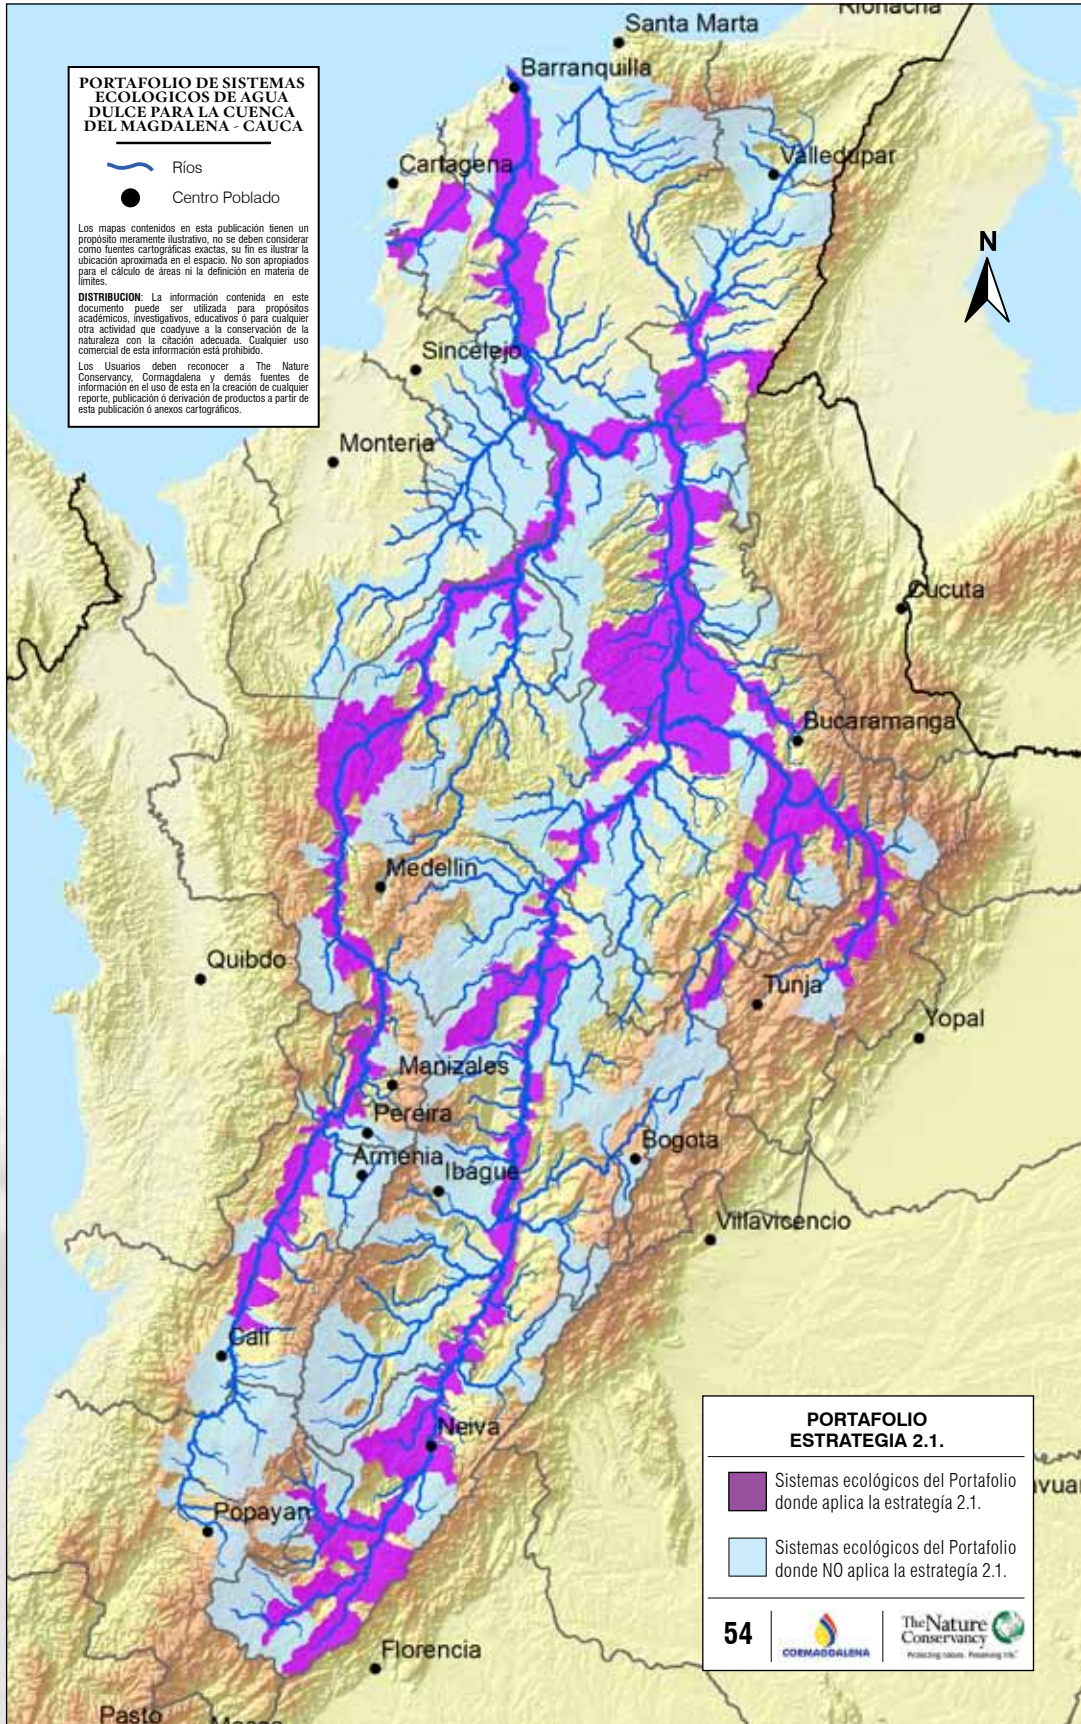 Riohacha
Santa Marta
Barranquilla
PORTAFOLIO DE SISTEMAS
ECOLOGICOS DE AGUA
DULCE PARA LA CUENCA
DEL MAGDALENA - CAUCA
Ríos
Centro Poblado
Los mapas contenidos en esta publicación tienen un
propósito meramente ilustrativo, no se deben considerar
como fuentes cartográficas exactas, su fin es ilustrar la
ubicación aproximada en el espacio. No son apropiados
para el cálculo de áreas ni la definición en materia de
límites.
DISTRIBUCION: La información contenida en este
documento puede ser utilizada para propósitos
académicos, investigativos, educativos ó para cualquier
otra actividad que coadyuve a la conservación de la
naturaleza con la citación adecuada. Cualquier uso
comercial de esta información está prohibido.
Los Usuarios deben reconocer a The Nature
Conservancy, Cormagdalena y demás fuentes de
información en el uso de esta en la creación de cualquier
reporte, publicación ó derivación de productos a partir de
esta publicación ó anexos cartográficos.
Cartagena
Valledupar
N
Sincelejo
Monteria
Cucuta
Bucaramanga
Medellin
Quibdo
Tunja
Yopal
Manizales
Pereira
Armenia
Ibague
Bogota
Villavicencio
Cali
Neiva
Popayan
Florencia
Pasto
PORTAFOLIO
ESTRATEGIA 2.1.
Sistemas ecológicos del Portafolio
donde aplica la estrategía 2.1.
Sistemas ecológicos del Portafolio
donde NO aplica la estrategía 2.1.
54
CORMAGDALENA
The Nature
Conservancy
Protecting nature. Preserving life.